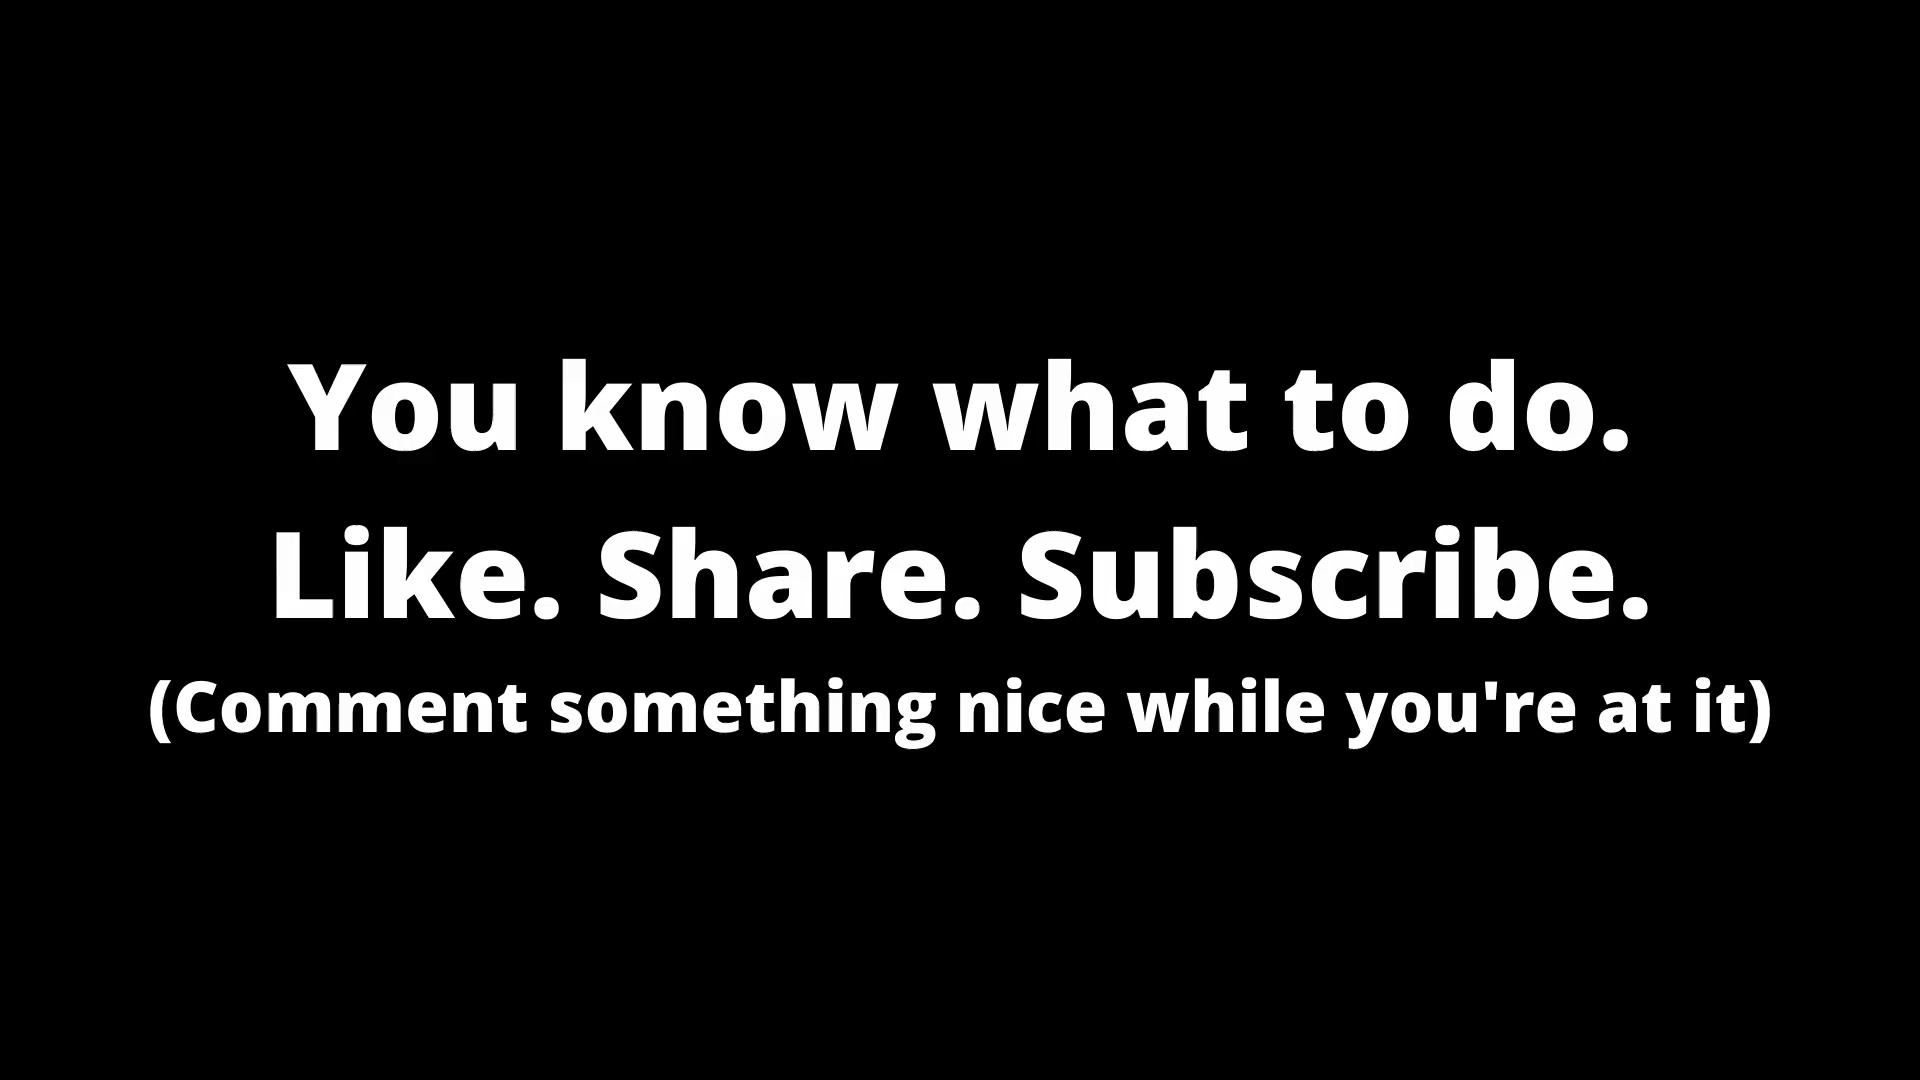 You know what to do.
Like. Share. Subscribe.
(Comment something nice while you're at it)